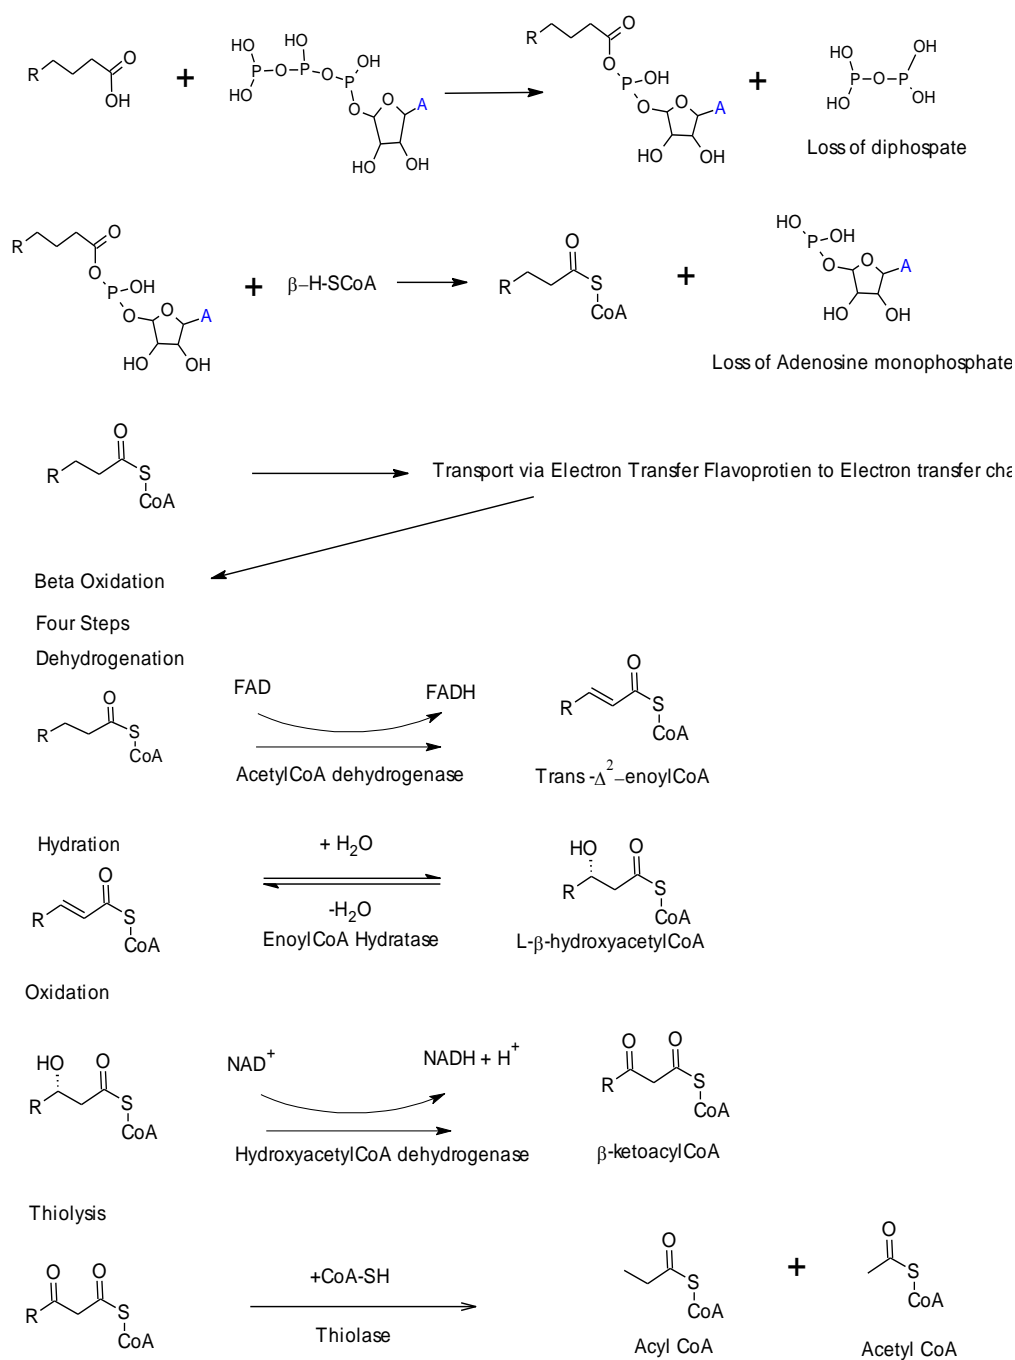 R O OH + HO HO P O HO P O OH P O O A HO OH R O O P OH O O A HO OH + OH HO P O P HO OH
Loss of diphospate
R O O P OH O O A HO OH + β–H-SCoA R O S CoA + HO P OH O O A HO OH
Loss of Adenosine monophosphate
R O S CoA Transport via Electron Transfer Flavoprotien to Electron transfer cha
Beta Oxidation
Four Steps
Dehydrogenation
R O S CoA FAD FADH R O S CoA
AcetylCoA dehydrogenase Trans -Δ²–enoylCoA
Hydration + H₂O
R O S CoA -H₂O HO O R S CoA
EnoylCoA Hydratase L-β-hydroxyacetylCoA
Oxidation
HO O R S CoA NAD⁺ NADH + H⁺ O O R S CoA
HydroxyacetylCoA dehydrogenase β-ketoacylCoA
Thiolysis
O O R S CoA +CoA-SH O S CoA + O S CoA
Thiolase Acyl CoA Acetyl CoA